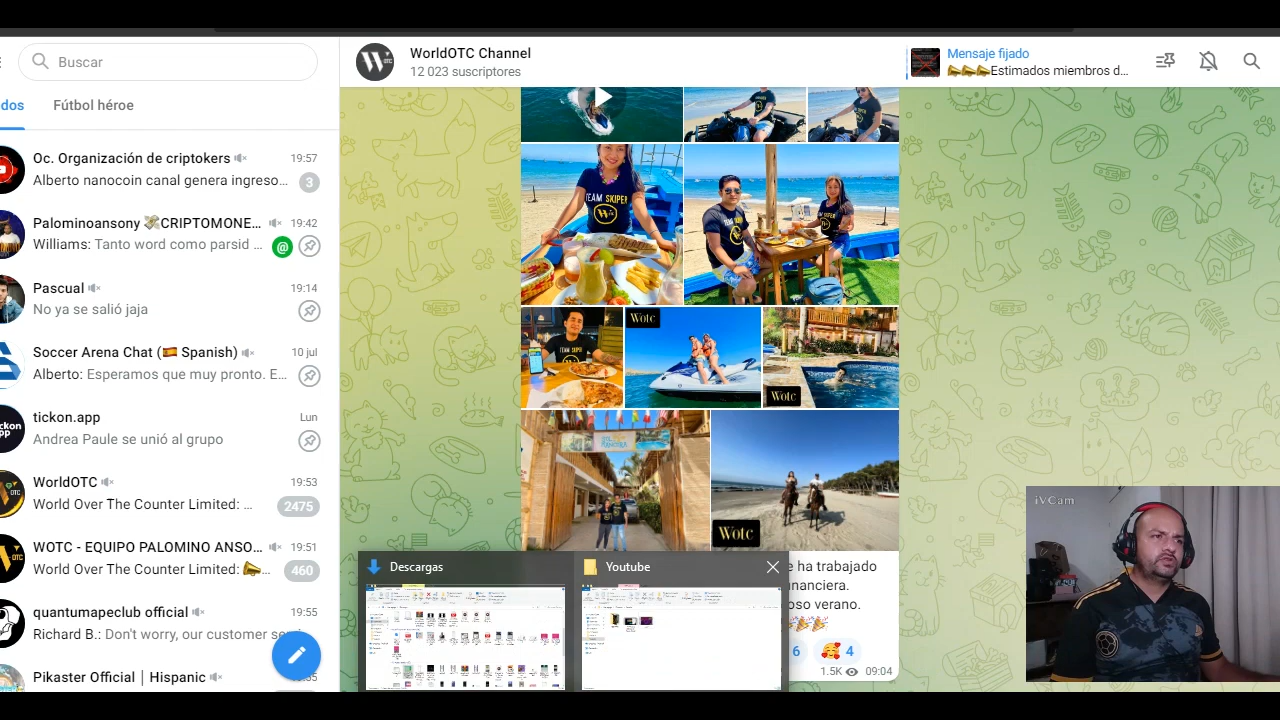 Buscar
dos
Fútbol héroe
Oc. Organización de criptokers
19:57
Alberto nanocoin canal genera ingreso...
3
Palominoansony 💸CRIPTOMONE...
19:42
Williams: Tanto word como parsid ...
@
Pascual
19:14
No ya se salió jaja
Soccer Arena Chat (🇪🇸 Spanish)
10 jul
Alberto: Esperamos que muy pronto. E...
tickon.app
Lun
Andrea Paule se unió al grupo
WorldOTC
19:53
World Over The Counter Limited: ...
2475
WOTC - EQUIPO PALOMINO ANSO...
19:51
World Over The Counter Limited: 📣...
460
quantumapeclub official
19:55
Richard B.: Don't worry, our customer
Pikaster Official | Hispanic
WorldOTC Channel
12 023 suscriptores
Mensaje fijado
📣📣📣Estimados miembros d...
TEAM SKIPER
TEAM SKIPER
TEAM SKIPER
Wotc
Wotc
Wotc
Descargas
Youtube
e ha trabajado
nanciera.
oso verano.
6
4
1.5K
09:04
iVCam